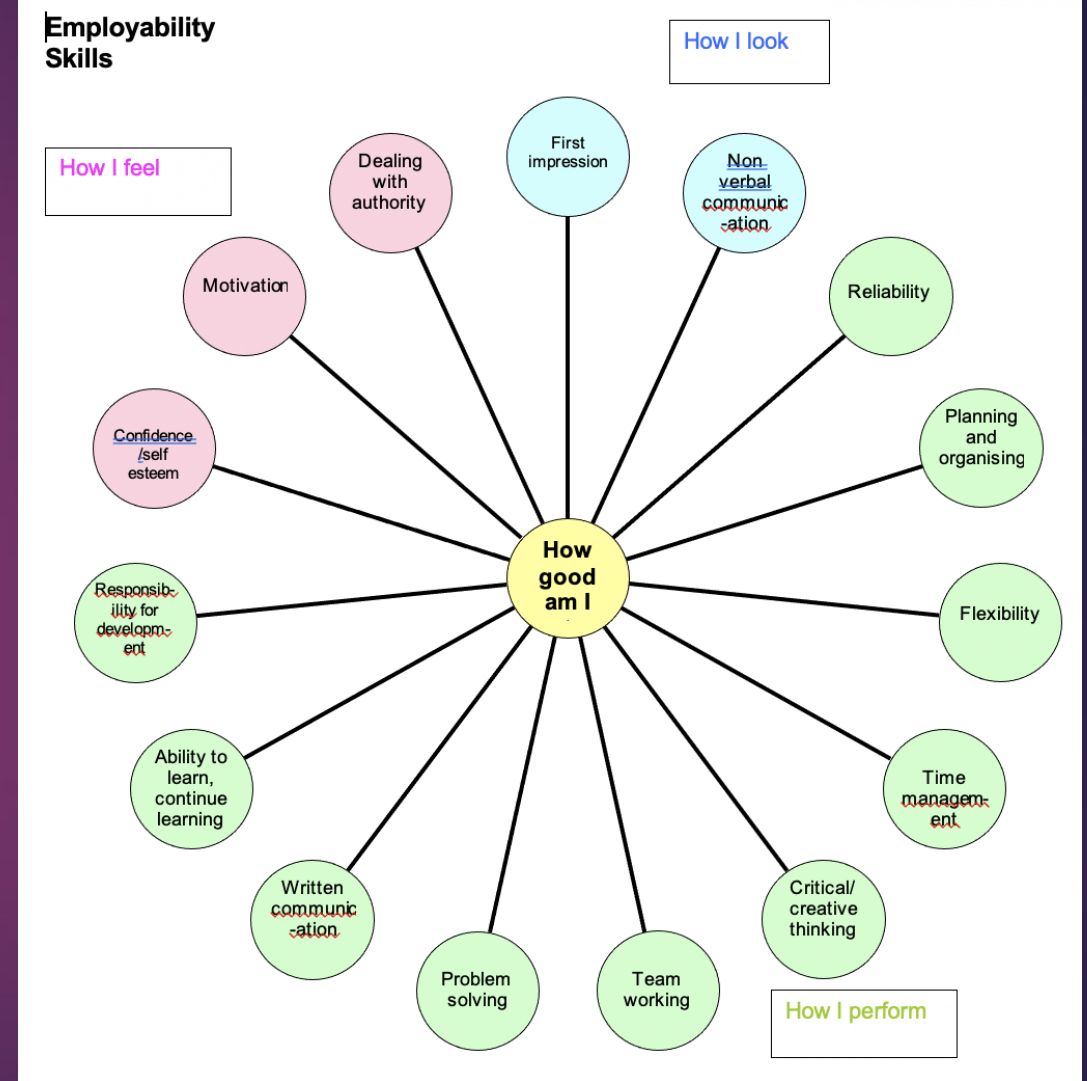 Employability
Skills
How I look
How I feel
First
impression
Dealing
with
authority
Non
verbal
communic
-ation
Motivation
Reliability
Confidence
/self
esteem
Planning
and
organising
How
good
am I
Responsib-
ility for
developm-
ent
Flexibility
Ability to
learn,
continue
learning
Time
managem-
ent
Written
communic
-ation
Critical/
creative
thinking
Problem
solving
Team
working
How I perform